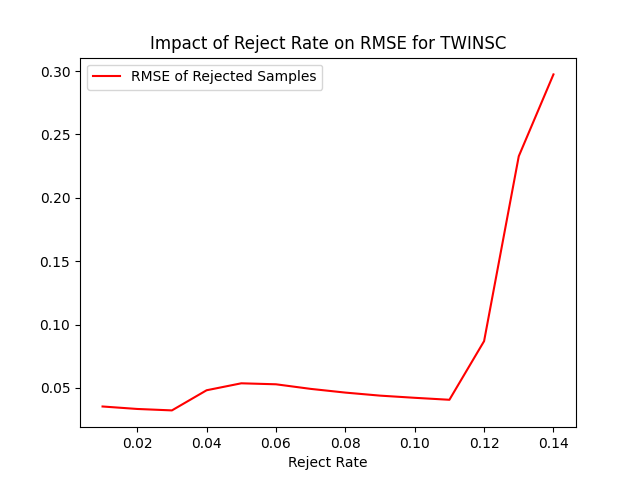 Impact of Reject Rate on RMSE for TWINSC
RMSE of Rejected Samples
0.30
0.25
0.20
0.15
0.10
0.05
0.02 0.04 0.06 0.08 0.10 0.12 0.14
Reject Rate